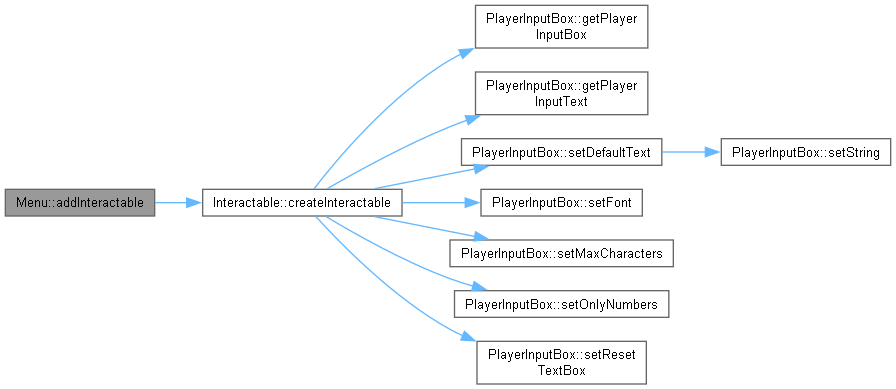 PlayerInputBox::getPlayer
InputBox
PlayerInputBox::getPlayer
InputText
PlayerInputBox::setDefaultText
PlayerInputBox::setString
Menu::addInteractable
Interactable::createInteractable
PlayerInputBox::setFont
PlayerInputBox::setMaxCharacters
PlayerInputBox::setOnlyNumbers
PlayerInputBox::setReset
TextBox